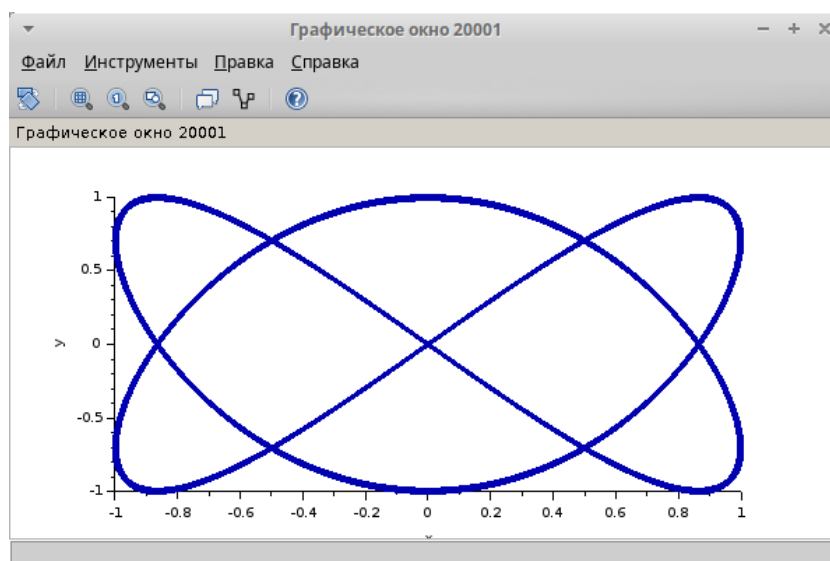 Графическое окно 20001
Файл Инструменты Правка Справка
Графическое окно 20001
1
0.5
y 0
-0.5
-1
-1 -0.8 -0.6 -0.4 -0.2 0 0.2 0.4 0.6 0.8 1